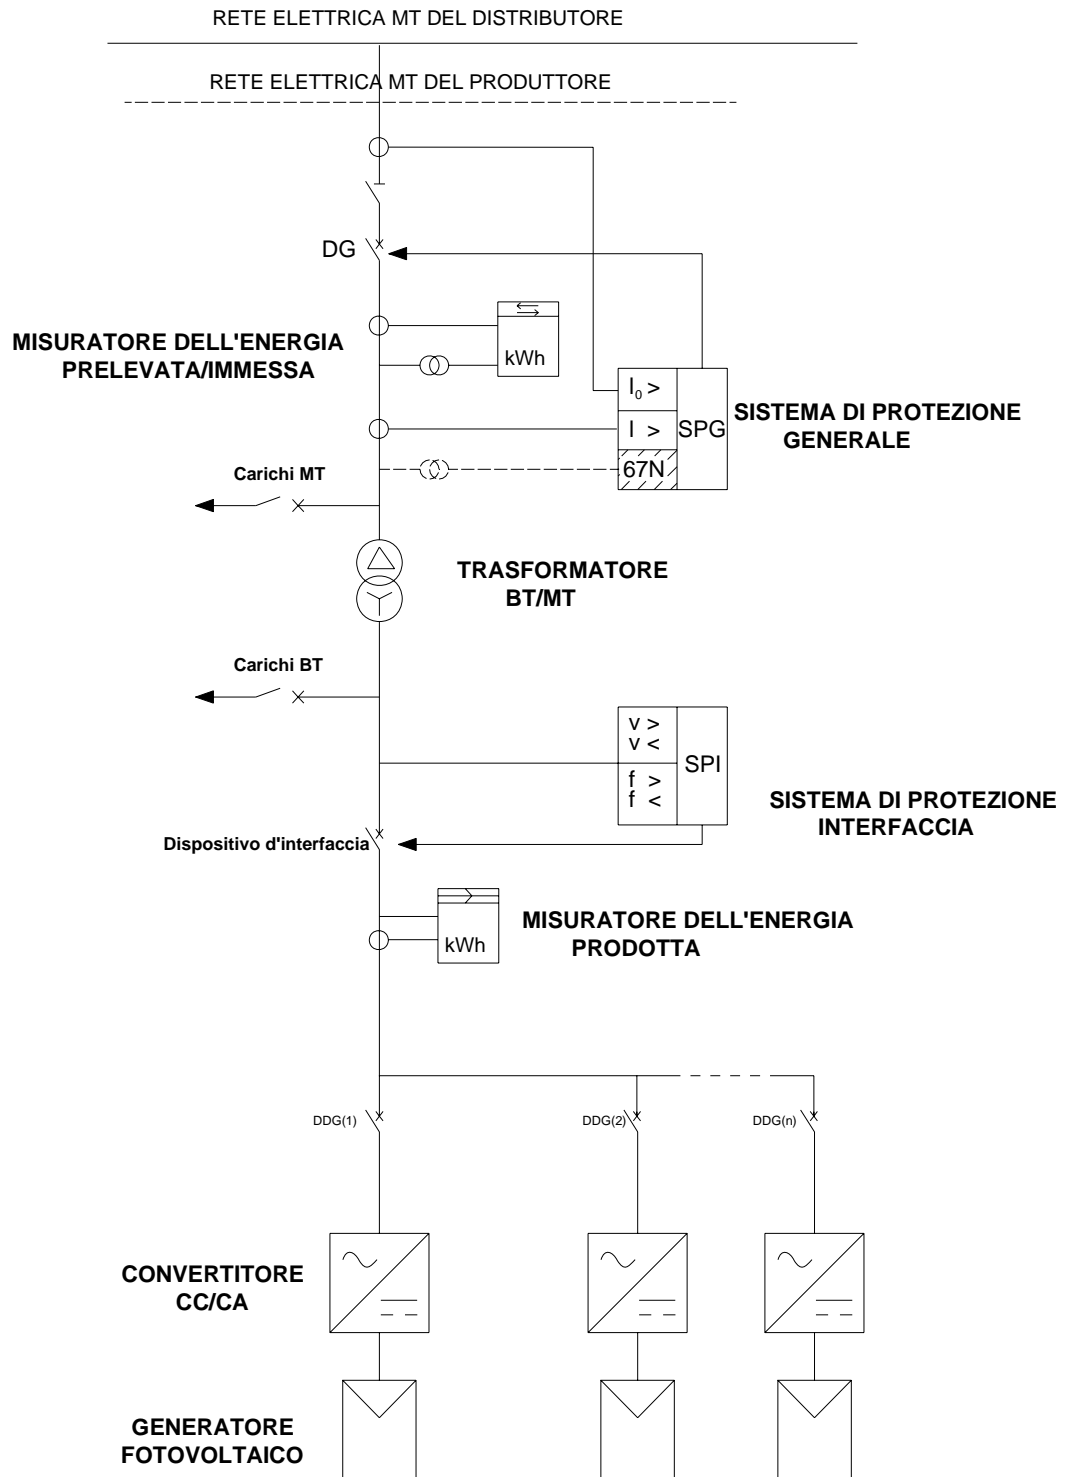 RETE ELETTRICA MT DEL DISTRIBUTORE
RETE ELETTRICA MT DEL PRODUTTORE
DG
MISURATORE DELL'ENERGIA
PRELEVATA/IMMESSA
kWh
I₀ >
I >
67N
SPG
SISTEMA DI PROTEZIONE
GENERALE
Carichi MT
TRASFORMATORE
BT/MT
Carichi BT
v >
v <
f >
f <
SPI
SISTEMA DI PROTEZIONE
INTERFACCIA
Dispositivo d'interfaccia
kWh
MISURATORE DELL'ENERGIA
PRODOTTA
DDG(1)
DDG(2)
DDG(n)
CONVERTITORE
CC/CA
GENERATORE
FOTOVOLTAICO